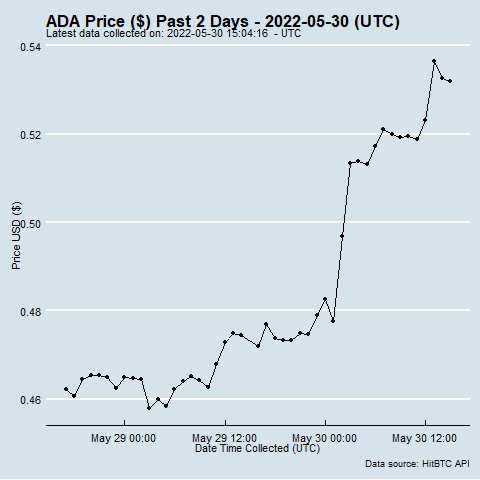 ADA Price ($) Past 2 Days - 2022-05-30 (UTC)
Latest data collected on: 2022-05-30 15:04:16 - UTC
0.54
0.52
0.50
0.48
0.46
Price USD ($)
May 29 00:00 May 29 12:00 May 30 00:00 May 30 12:00
Date Time Collected (UTC)
Data source: HitBTC API